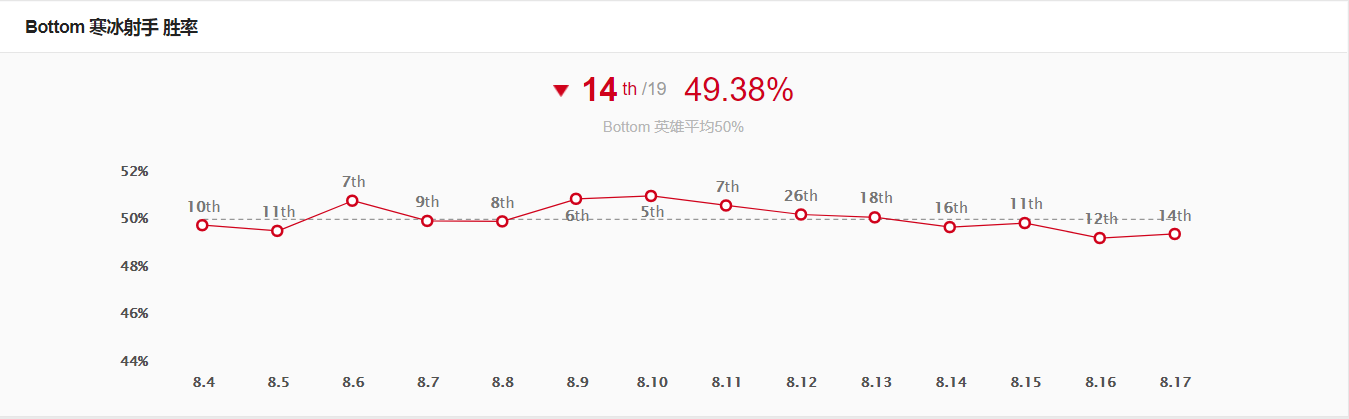 Bottom 寒冰射手 胜率
14 th /19 49.38%
Bottom 英雄平均50%
52%
50%
48%
46%
44%
10th
11th
7th
9th
8th
6th
5th
7th
26th
18th
16th
11th
12th
14th
8.4 8.5 8.6 8.7 8.8 8.9 8.10 8.11 8.12 8.13 8.14 8.15 8.16 8.17